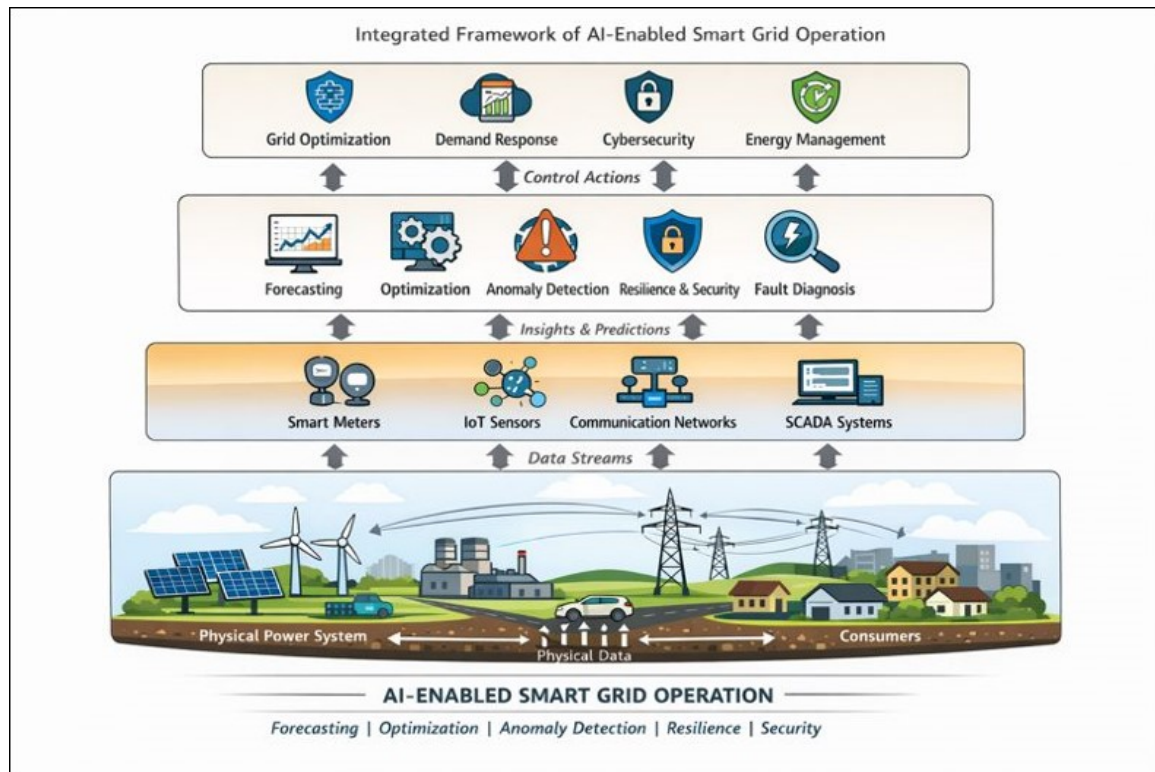 Integrated Framework of AI-Enabled Smart Grid Operation
Grid Optimization
Demand Response
Cybersecurity
Energy Management
Control Actions
Forecasting
Optimization
Anomaly Detection
Resilience & Security
Fault Diagnosis
Insights & Predictions
Smart Meters
IoT Sensors
Communication Networks
SCADA Systems
Data Streams
Physical Power System
Consumers
Physical Data
AI-ENABLED SMART GRID OPERATION
Forecasting | Optimization | Anomaly Detection | Resilience | Security